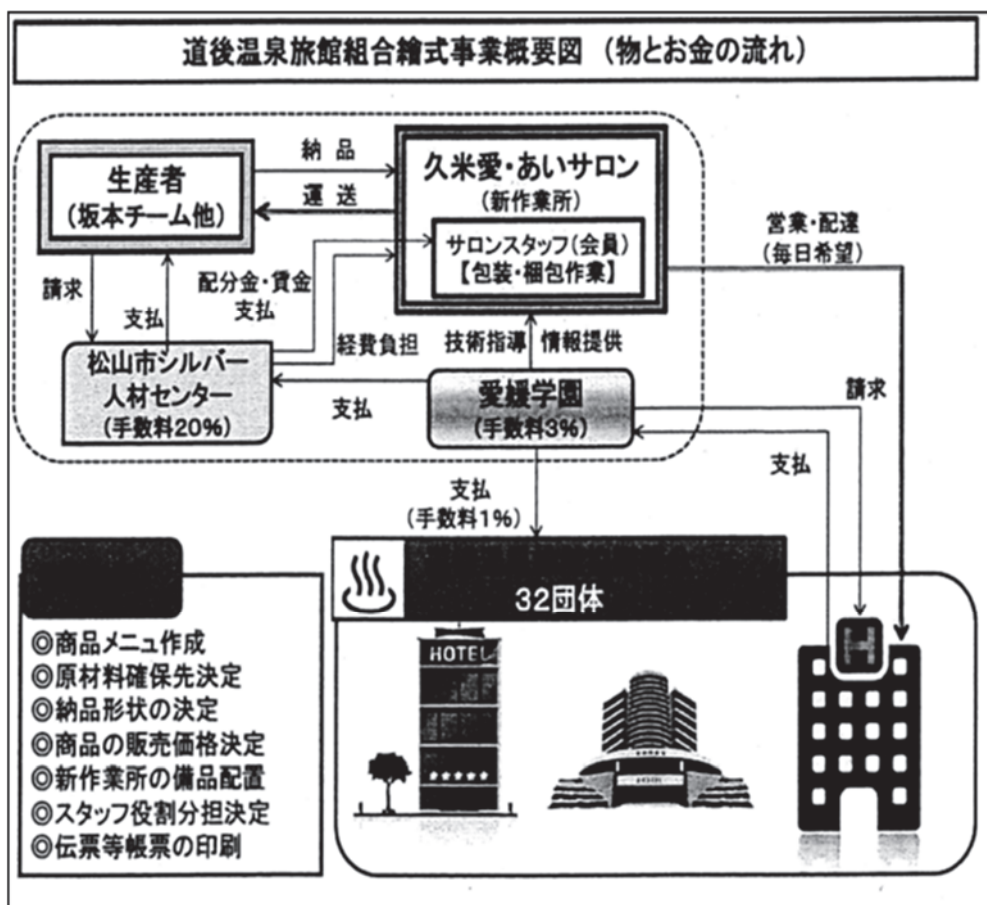 道後温泉旅館組合繪式事業概要図 （物とお金の流れ）
生産者
（坂本チーム他）
納 品
運 送
久米愛・あいサロン
（新作業所）
サロンスタッフ（会員）
【包装・梱包作業】
営業・配達
（毎日希望）
請求
支払
配分金・賃金
支払
経費負担
技術指導 情報提供
松山市シルバー
人材センター
（手数料20％）
支払
愛媛学園
（手数料3％）
請求
支払
支払
（手数料1％）
32団体
HOTEL
H
◎商品メニュ作成
◎原材料確保先決定
◎納品形状の決定
◎商品の販売価格決定
◎新作業所の備品配置
◎スタッフ役割分担決定
◎伝票等帳票の印刷